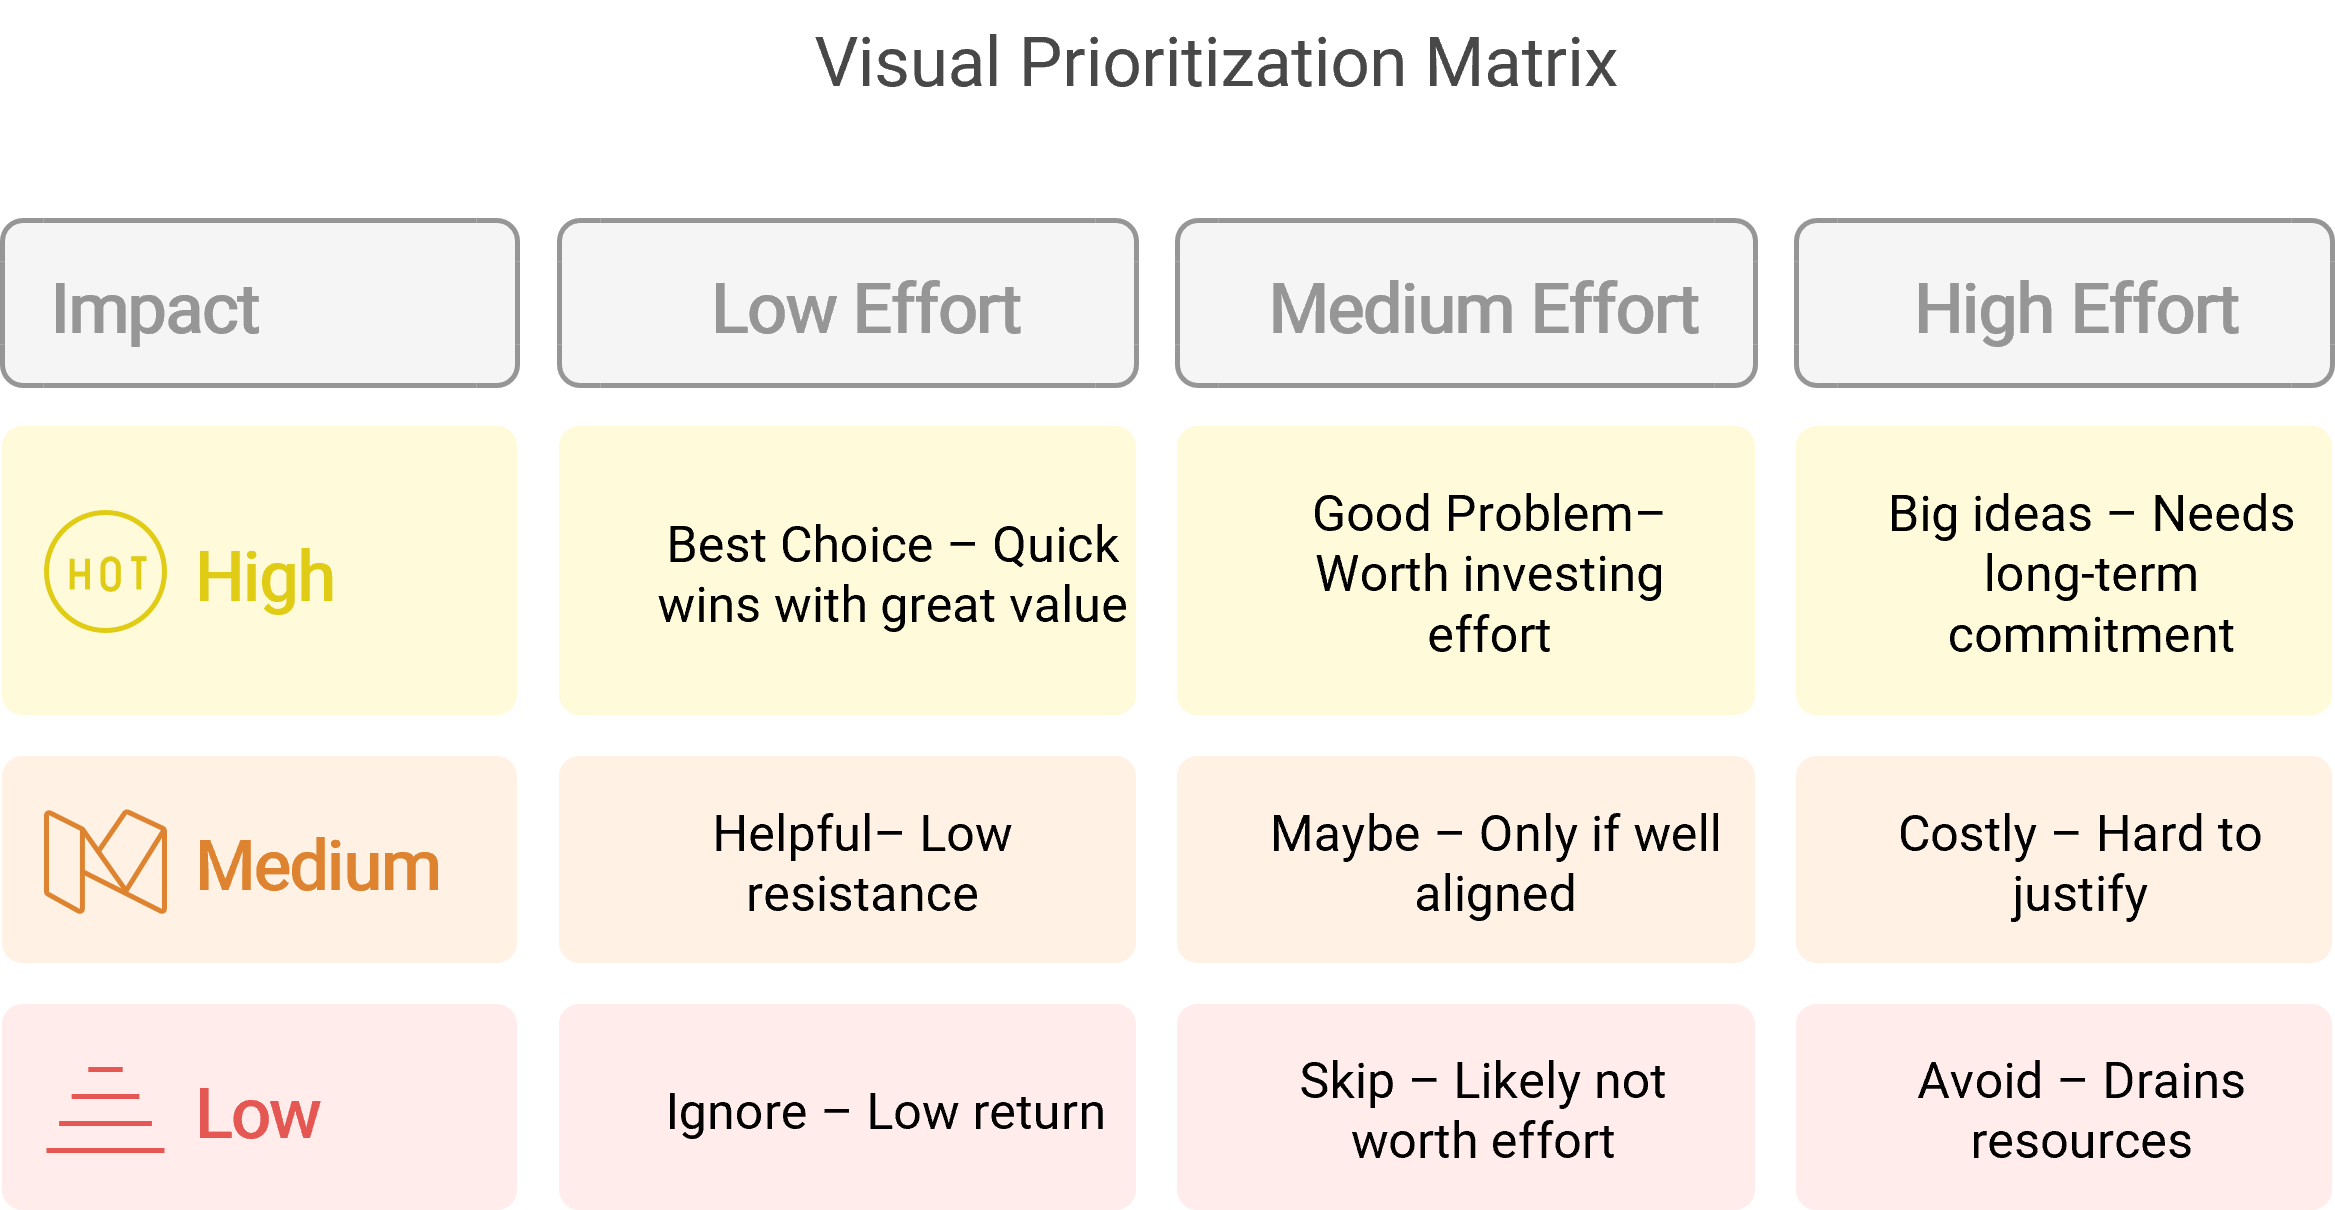 Visual Prioritization Matrix
Impact
Low Effort
Medium Effort
High Effort
HOT
High
Best Choice – Quick
wins with great value
Good Problem–
Worth investing
effort
Big ideas – Needs
long-term
commitment
Medium
Helpful– Low
resistance
Maybe – Only if well
aligned
Costly – Hard to
justify
Low
Ignore – Low return
Skip – Likely not
worth effort
Avoid – Drains
resources